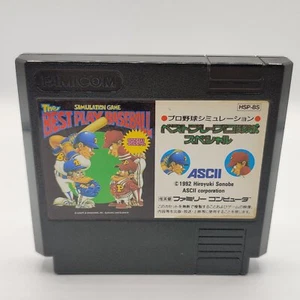 FAMICOM
The
SIMULATION GAME
BEST PLAY BASEBALL
HSP-BS
プロ野球シミュレーション
ベストプレープロ野球
スペシャル
ASCII
©1992 Hiroyuki Sonobe
ASCII corporation
ファミリーコンピュータ